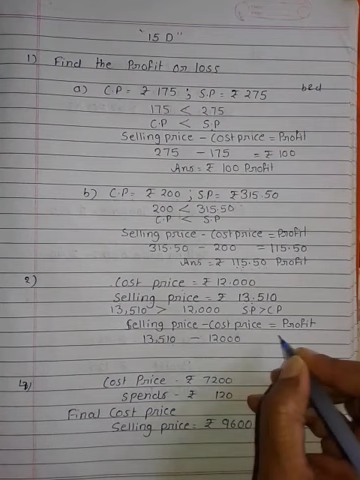 "15 D"
1) Find the Profit or loss
a) C.P = ₹ 175 ; S.P = ₹ 275
175 < 275
C.P < S.P
Selling price - Cost price = Profit
275 - 175 = ₹ 100
Ans = ₹ 100 Profit
b) C.P = ₹ 200 ; SP = ₹ 315.50
200 < 315.50
C.P < S.P
Selling price - Cost price = Profit
315.50 - 200 = 115.50
Ans = ₹ 115.50 Profit
2) Cost price = ₹ 12,000
Selling price = ₹ 13,510
13,510 > 12,000 SP > CP
Selling price - Cost price = Profit
13,510 - 12000
Cost Price - ₹ 7200
Spends - ₹ 120
Final Cost price
Selling price = ₹ 9600